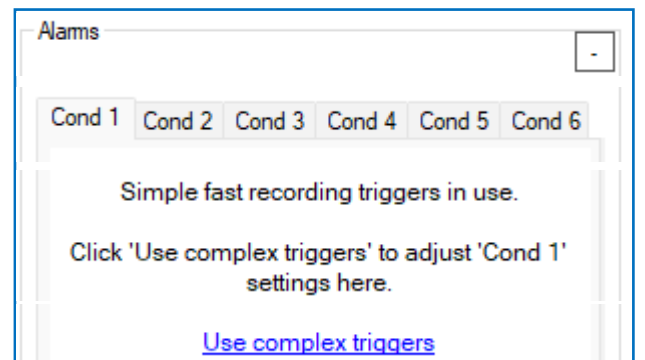 Alarms
-
Cond 1 Cond 2 Cond 3 Cond 4 Cond 5 Cond 6
Simple fast recording triggers in use.
Click 'Use complex triggers' to adjust 'Cond 1'
settings here.
Use complex triggers